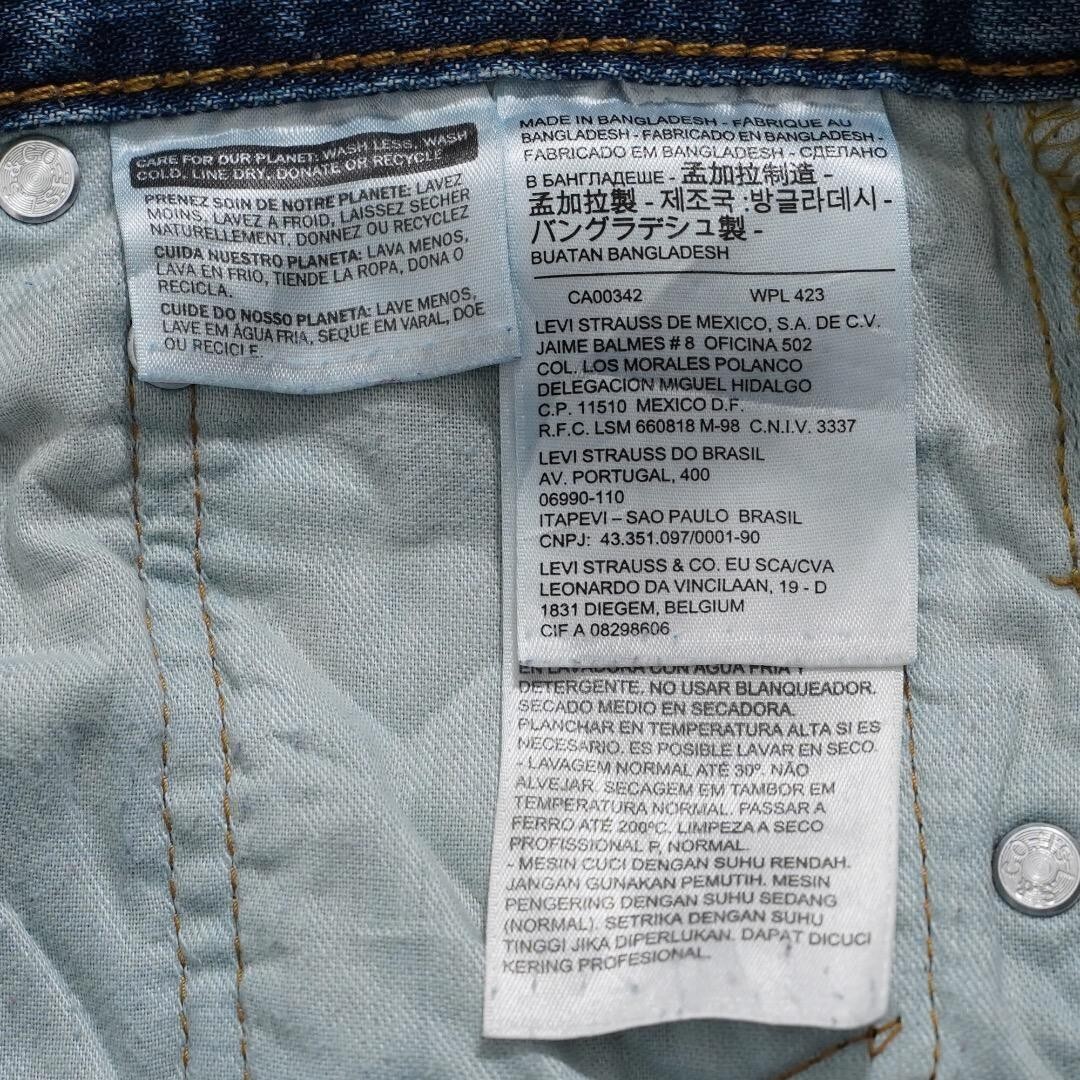 CARE FOR OUR PLANET: WASH LESS, WASH
COLD, LINE DRY, DONATE OR RECYCLE
PRENEZ SOIN DE NOTRE PLANETE: LAVEZ
MOINS, LAVEZ A FROID, LAISSEZ SECHER
NATURELLEMENT, DONNEZ OU RECYCLEZ
CUIDA NUESTRO PLANETA: LAVA MENOS,
LAVA EN FRIO, TIENDE LA ROPA, DONA O
RECICLA.
CUIDE DO NOSSO PLANETA: LAVE MENOS,
LAVE EM ÁGUA FRIA, SEQUE EM VARAL, DOE
OU RECICLE.
MADE IN BANGLADESH - FABRIQUE AU
BANGLADESH - FABRICADO EN BANGLADESH -
FABRICADO EM BANGLADESH - СДЕЛАНО
В БАНГЛАДЕШЕ - 孟加拉制造 -
孟加拉製 - 제조국 :방글라데시 -
バングラデシュ製 -
BUATAN BANGLADESH
CA00342 WPL 423
LEVI STRAUSS DE MEXICO, S.A. DE C.V.
JAIME BALMES # 8 OFICINA 502
COL. LOS MORALES POLANCO
DELEGACION MIGUEL HIDALGO
C.P. 11510 MEXICO D.F.
R.F.C. LSM 660818 M-98 C.N.I.V. 3337
LEVI STRAUSS DO BRASIL
AV. PORTUGAL, 400
06990-110
ITAPEVI – SAO PAULO BRASIL
CNPJ: 43.351.097/0001-90
LEVI STRAUSS & CO. EU SCA/CVA
LEONARDO DA VINCILAAN, 19 - D
1831 DIEGEM, BELGIUM
CIF A 08298606
EN LAVADORA CON AGUA FRIA Y
DETERGENTE. NO USAR BLANQUEADOR.
SECADO MEDIO EN SECADORA.
PLANCHAR EN TEMPERATURA ALTA SI ES
NECESARIO. ES POSIBLE LAVAR EN SECO.
- LAVAGEM NORMAL ATÉ 30º. NÃO
ALVEJAR. SECAGEM EM TAMBOR EM
TEMPERATURA NORMAL. PASSAR A
FERRO ATÉ 200ºC. LIMPEZA A SECO
PROFISSIONAL P, NORMAL.
- MESIN CUCI DENGAN SUHU RENDAH.
JANGAN GUNAKAN PEMUTIH. MESIN
PENGERING DENGAN SUHU SEDANG
(NORMAL). SETRIKA DENGAN SUHU
TINGGI JIKA DIPERLUKAN. DAPAT DICUCI
KERING PROFESIONAL.